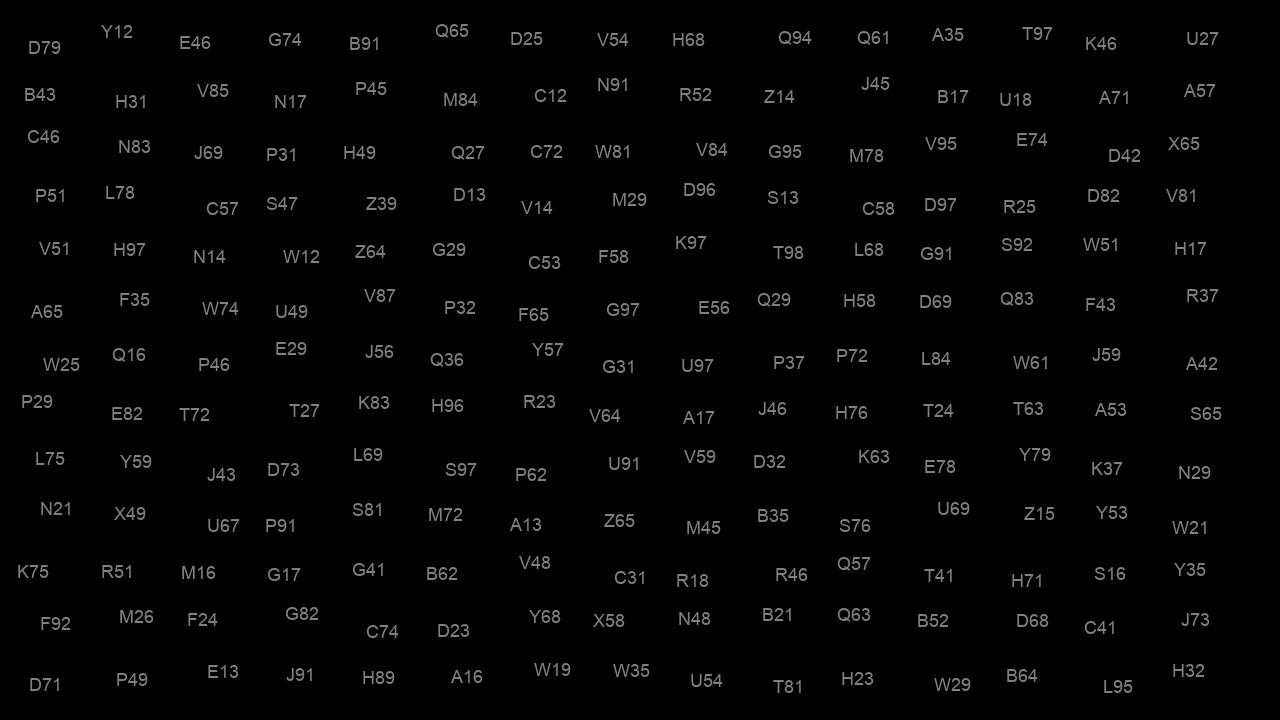 D79 Y12 E46 G74 B91 Q65 D25 V54 H68 Q94 Q61 A35 T97 K46 U27
B43 H31 V85 N17 P45 M84 C12 N91 R52 Z14 J45 B17 U18 A71 A57
C46 N83 J69 P31 H49 Q27 C72 W81 V84 G95 M78 V95 E74 D42 X65
P51 L78 C57 S47 Z39 D13 V14 M29 D96 S13 C58 D97 R25 D82 V81
V51 H97 N14 W12 Z64 G29 C53 F58 K97 T98 L68 G91 S92 W51 H17
A65 F35 W74 U49 V87 P32 F65 G97 E56 Q29 H58 D69 Q83 F43 R37
W25 Q16 P46 E29 J56 Q36 Y57 G31 U97 P37 P72 L84 W61 J59 A42
P29 E82 T72 T27 K83 H96 R23 V64 A17 J46 H76 T24 T63 A53 S65
L75 Y59 J43 D73 L69 S97 P62 U91 V59 D32 K63 E78 Y79 K37 N29
N21 X49 U67 P91 S81 M72 A13 Z65 M45 B35 S76 U69 Z15 Y53 W21
K75 R51 M16 G17 G41 B62 V48 C31 R18 R46 Q57 T41 H71 S16 Y35
F92 M26 F24 G82 C74 D23 Y68 X58 N48 B21 Q63 B52 D68 C41 J73
D71 P49 E13 J91 H89 A16 W19 W35 U54 T81 H23 W29 B64 L95 H32